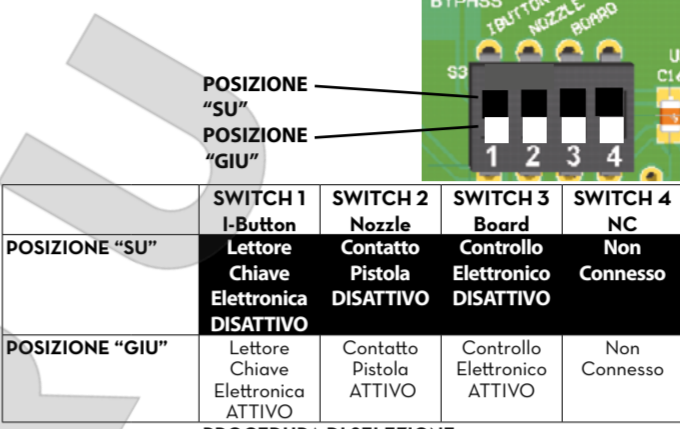 BYPASS
IBUTTON
NOZZLE
BOARD
S3
C16
POSIZIONE
“SU”
POSIZIONE
“GIU”
1 2 3 4
SWITCH 1 SWITCH 2 SWITCH 3 SWITCH 4
I-Button Nozzle Board NC
POSIZIONE “SU” Lettore Contatto Controllo Non
Chiave Pistola Elettronico Connesso
Elettronica DISATTIVO DISATTIVO
DISATTIVO
POSIZIONE “GIU” Lettore Contatto Controllo Non
Chiave Pistola Elettronico Connesso
Elettronica ATTIVO ATTIVO
ATTIVO